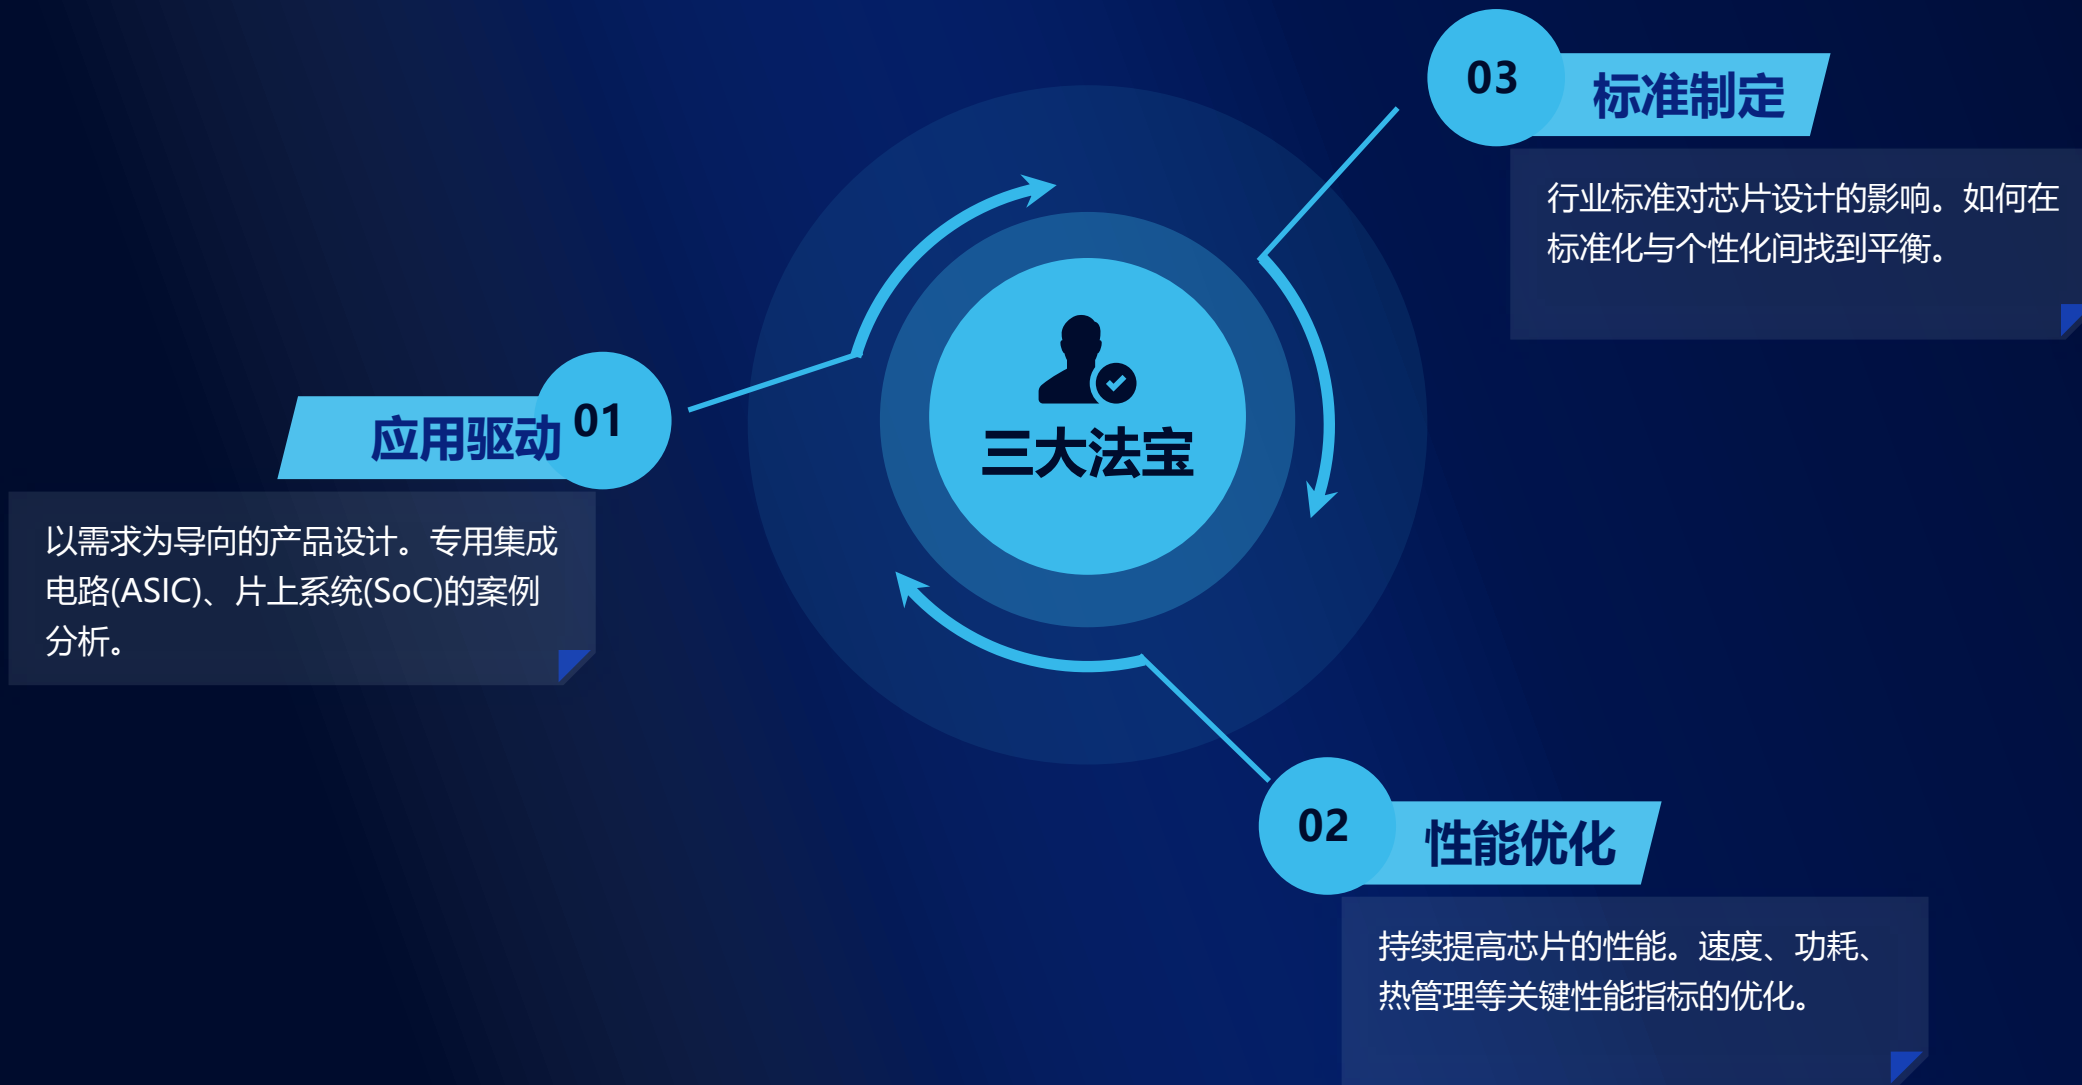 三大法宝
01
应用驱动
以需求为导向的产品设计。专用集成
电路(ASIC)、片上系统(SoC)的案例
分析。
02
性能优化
持续提高芯片的性能。速度、功耗、
热管理等关键性能指标的优化。
03
标准制定
行业标准对芯片设计的影响。如何在
标准化与个性化间找到平衡。